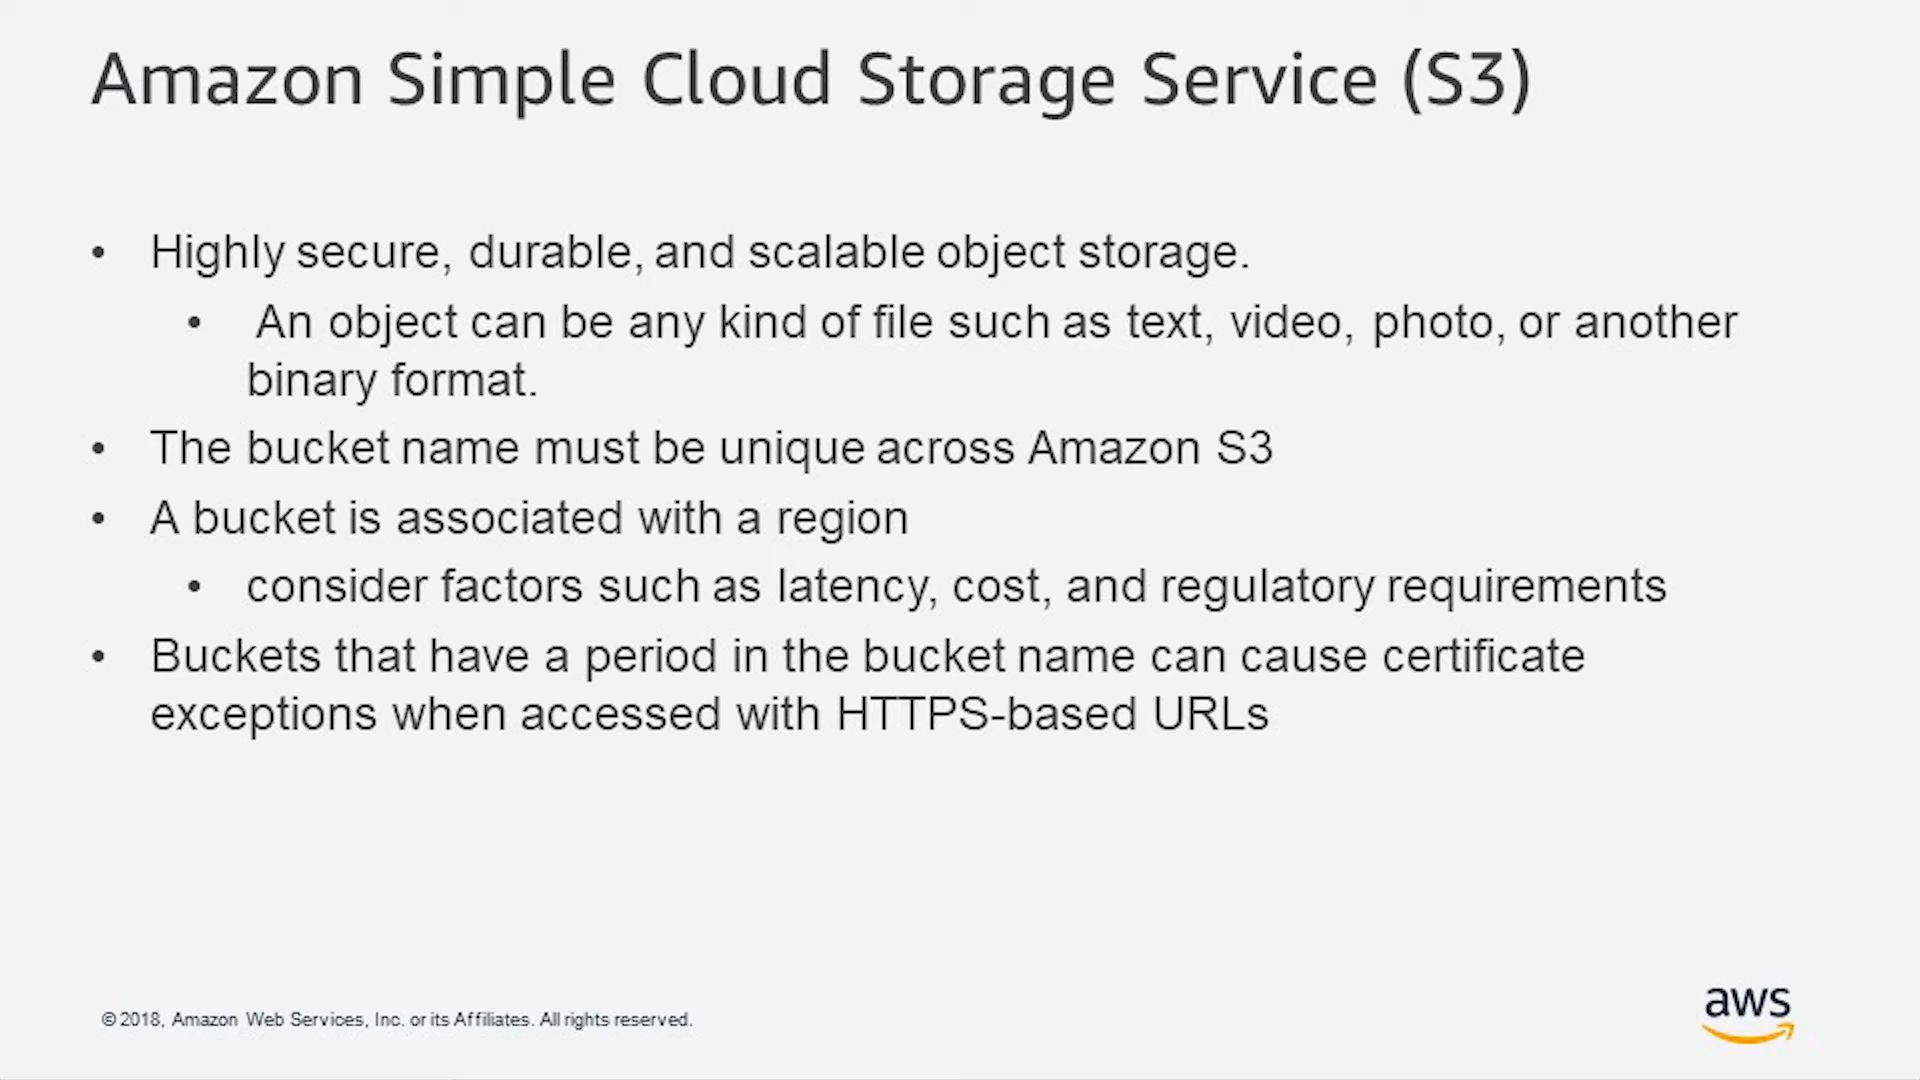 Amazon Simple Cloud Storage Service (S3)
• Highly secure, durable, and scalable object storage.
• An object can be any kind of file such as text, video, photo, or another
binary format.
• The bucket name must be unique across Amazon S3
• A bucket is associated with a region
• consider factors such as latency, cost, and regulatory requirements
• Buckets that have a period in the bucket name can cause certificate
exceptions when accessed with HTTPS-based URLs
© 2018, Amazon Web Services, Inc. or its Affiliates. All rights reserved.
aws